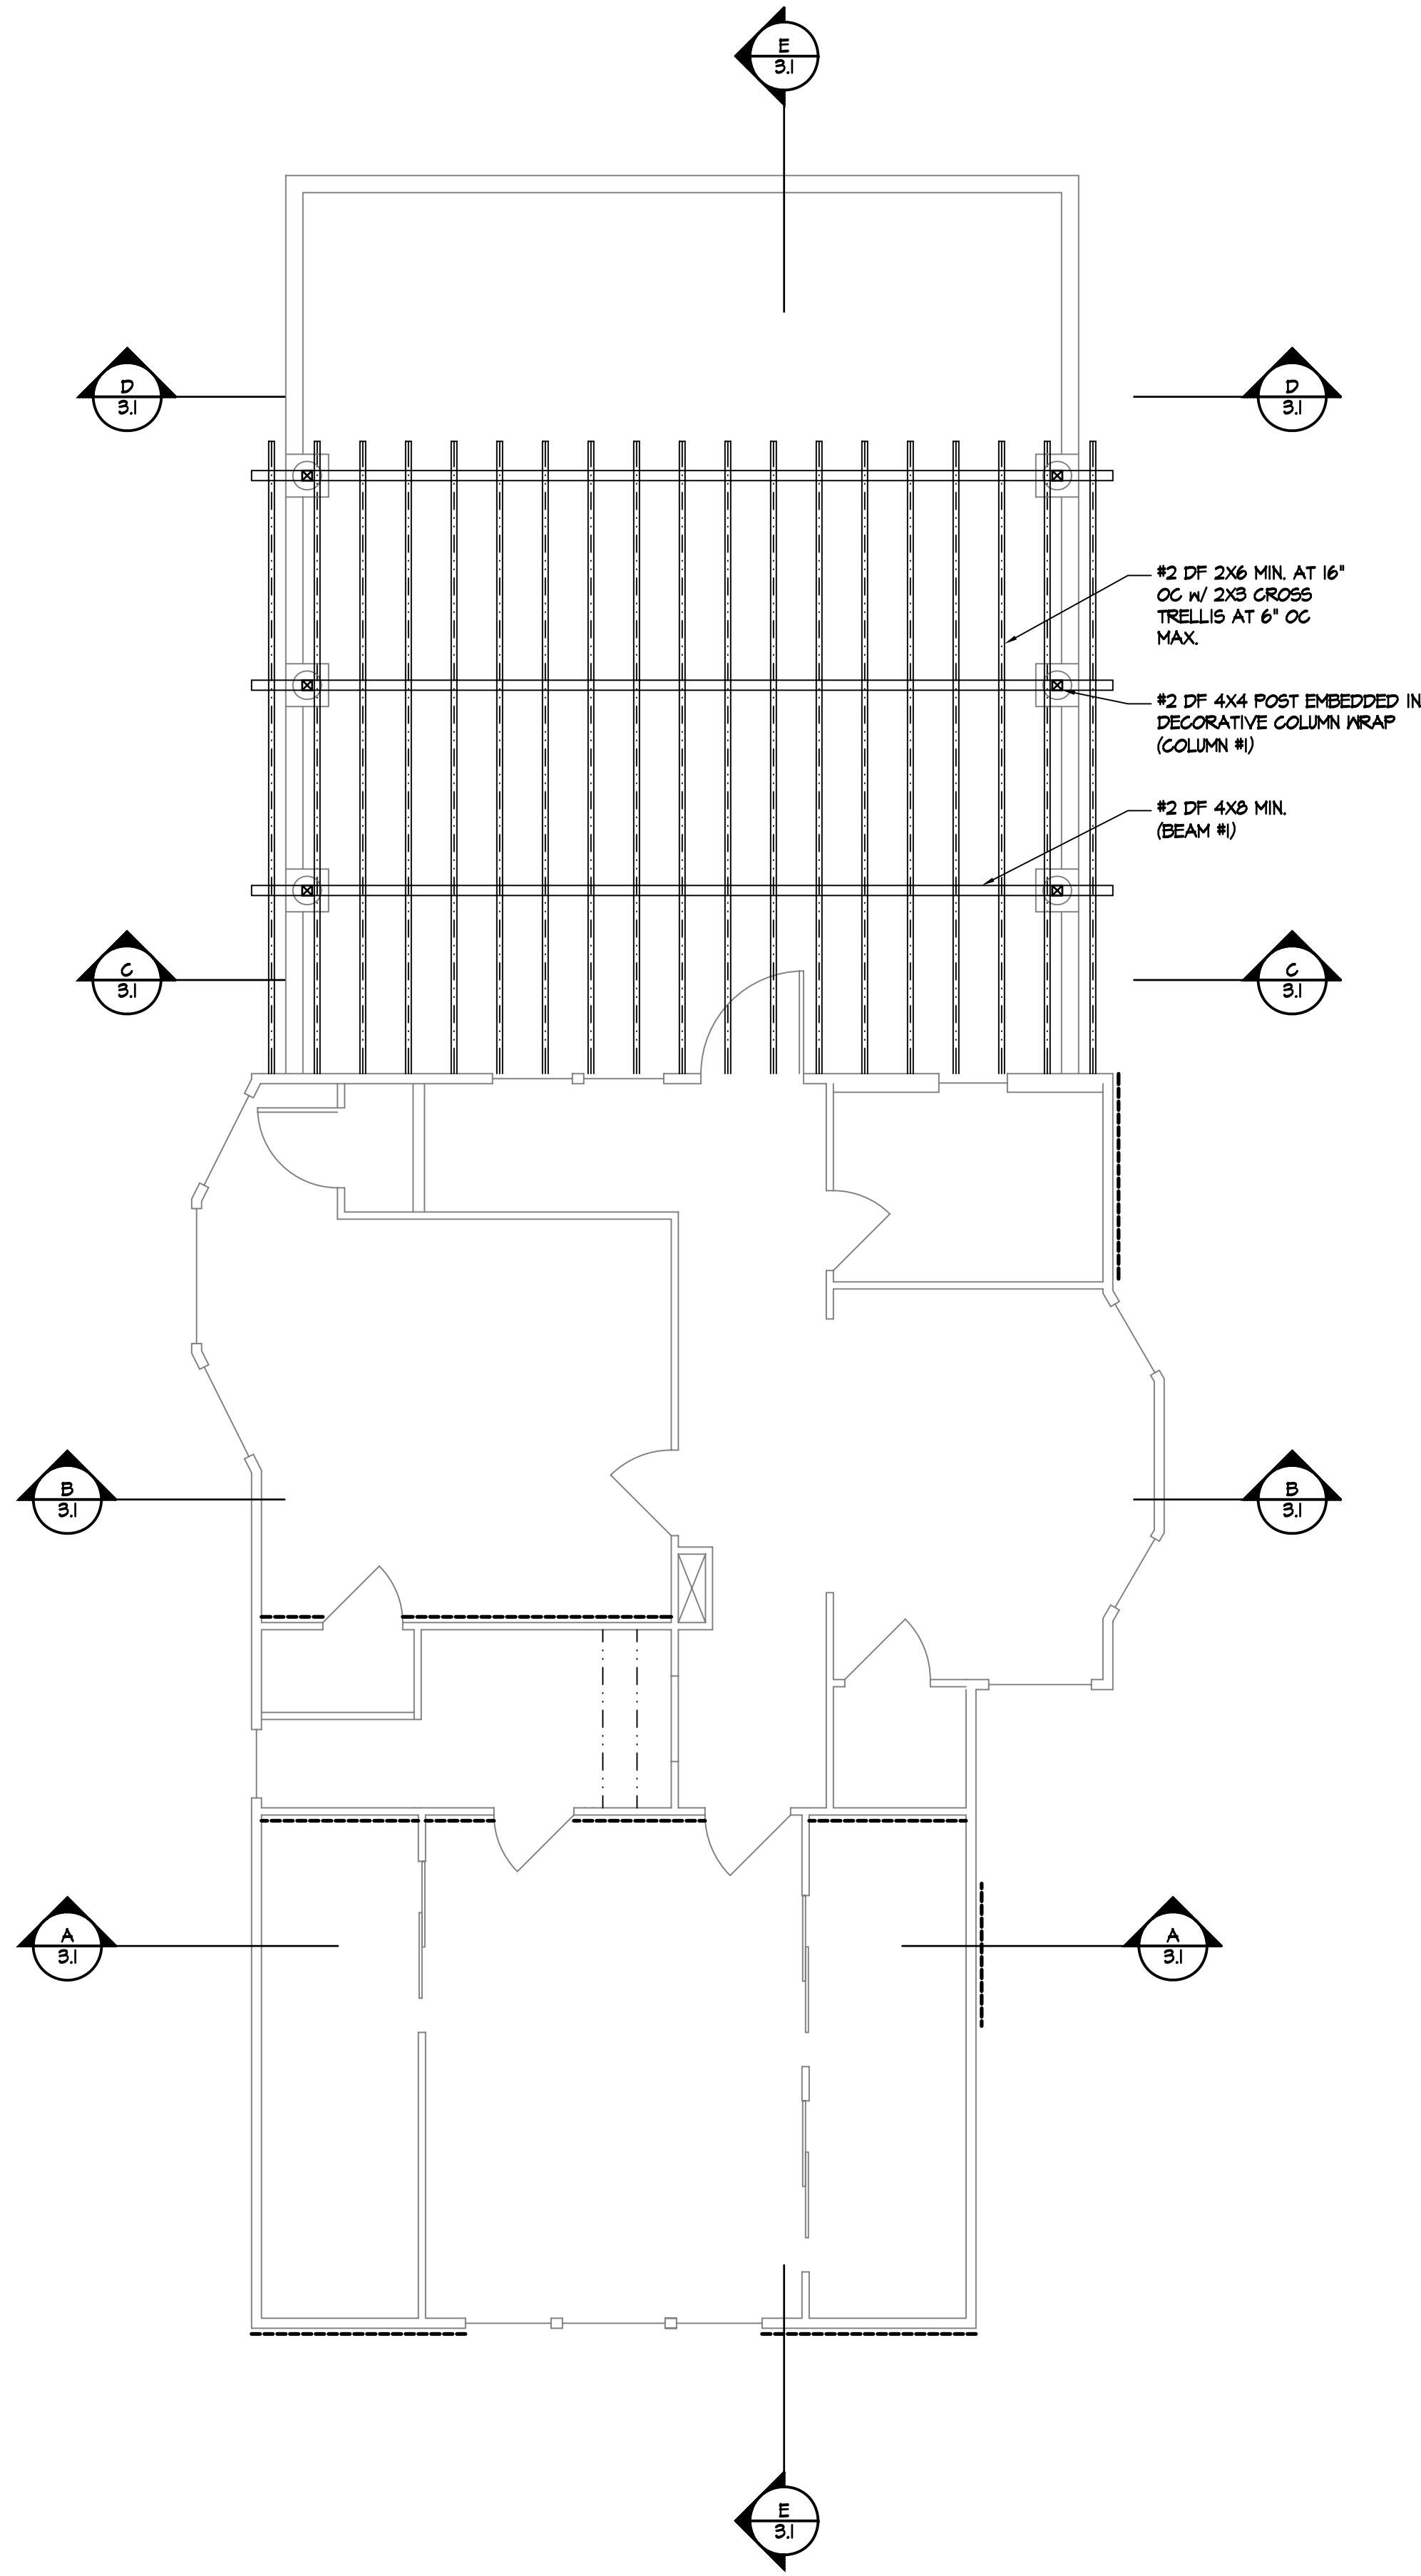 E
3.1
D
3.1
D
3.1
#2 DF 2X6 MIN. AT 16"
OC W/ 2X3 CROSS
TRELLIS AT 6" OC
MAX.
#2 DF 4X4 POST EMBEDDED IN
DECORATIVE COLUMN WRAP
(COLUMN #1)
#2 DF 4X8 MIN.
(BEAM #1)
C
3.1
C
3.1
B
3.1
B
3.1
A
3.1
A
3.1
E
3.1